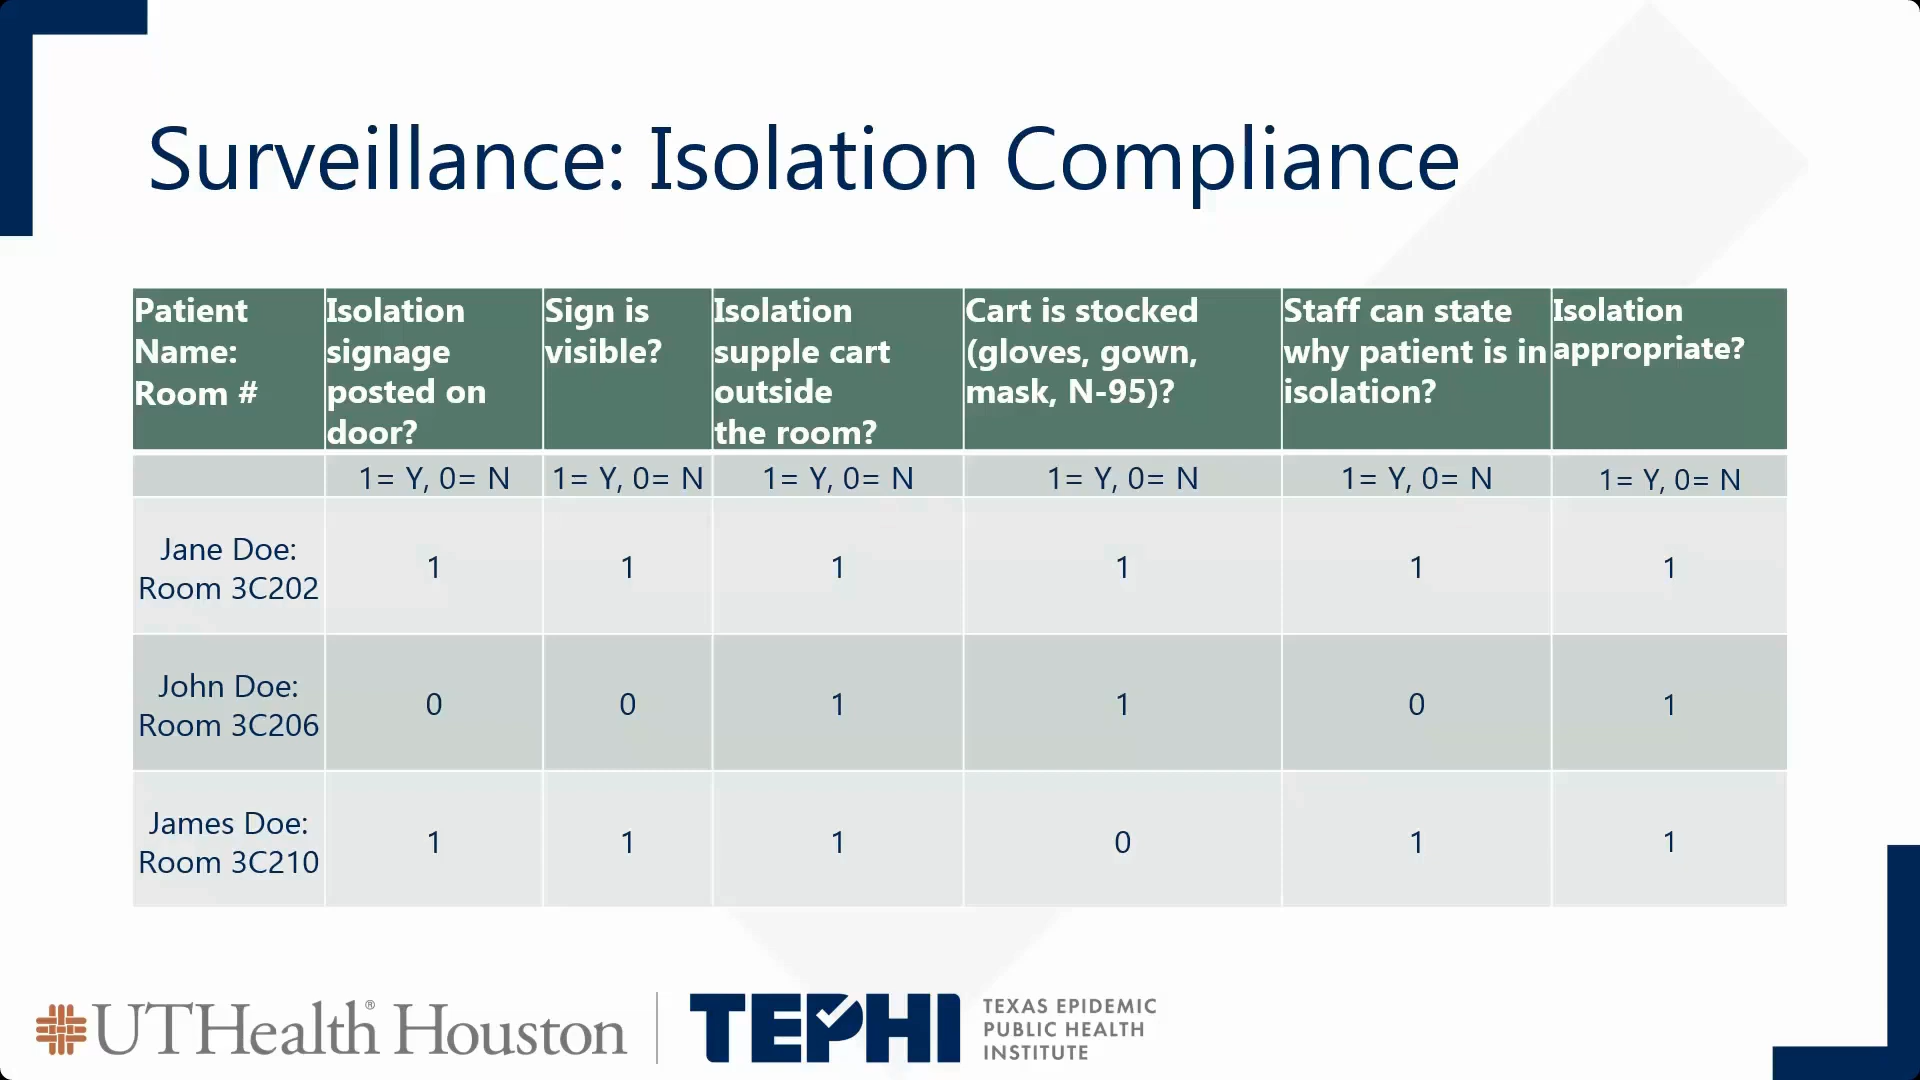 Surveillance: Isolation Compliance
Patient
Name:
Room #
Isolation
signage
posted on
door?
Sign is
visible?
Isolation
supple cart
outside
the room?
Cart is stocked
(gloves, gown,
mask, N-95)?
Staff can state
why patient is in
isolation?
Isolation
appropriate?
1= Y, 0= N
1= Y, 0= N
1= Y, 0= N
1= Y, 0= N
1= Y, 0= N
1= Y, 0= N
Jane Doe:
Room 3C202
1
1
1
1
1
1
John Doe:
Room 3C206
0
0
1
1
0
1
James Doe:
Room 3C210
1
1
1
0
1
1
UTHealth® Houston
TEPHI
TEXAS EPIDEMIC
PUBLIC HEALTH
INSTITUTE